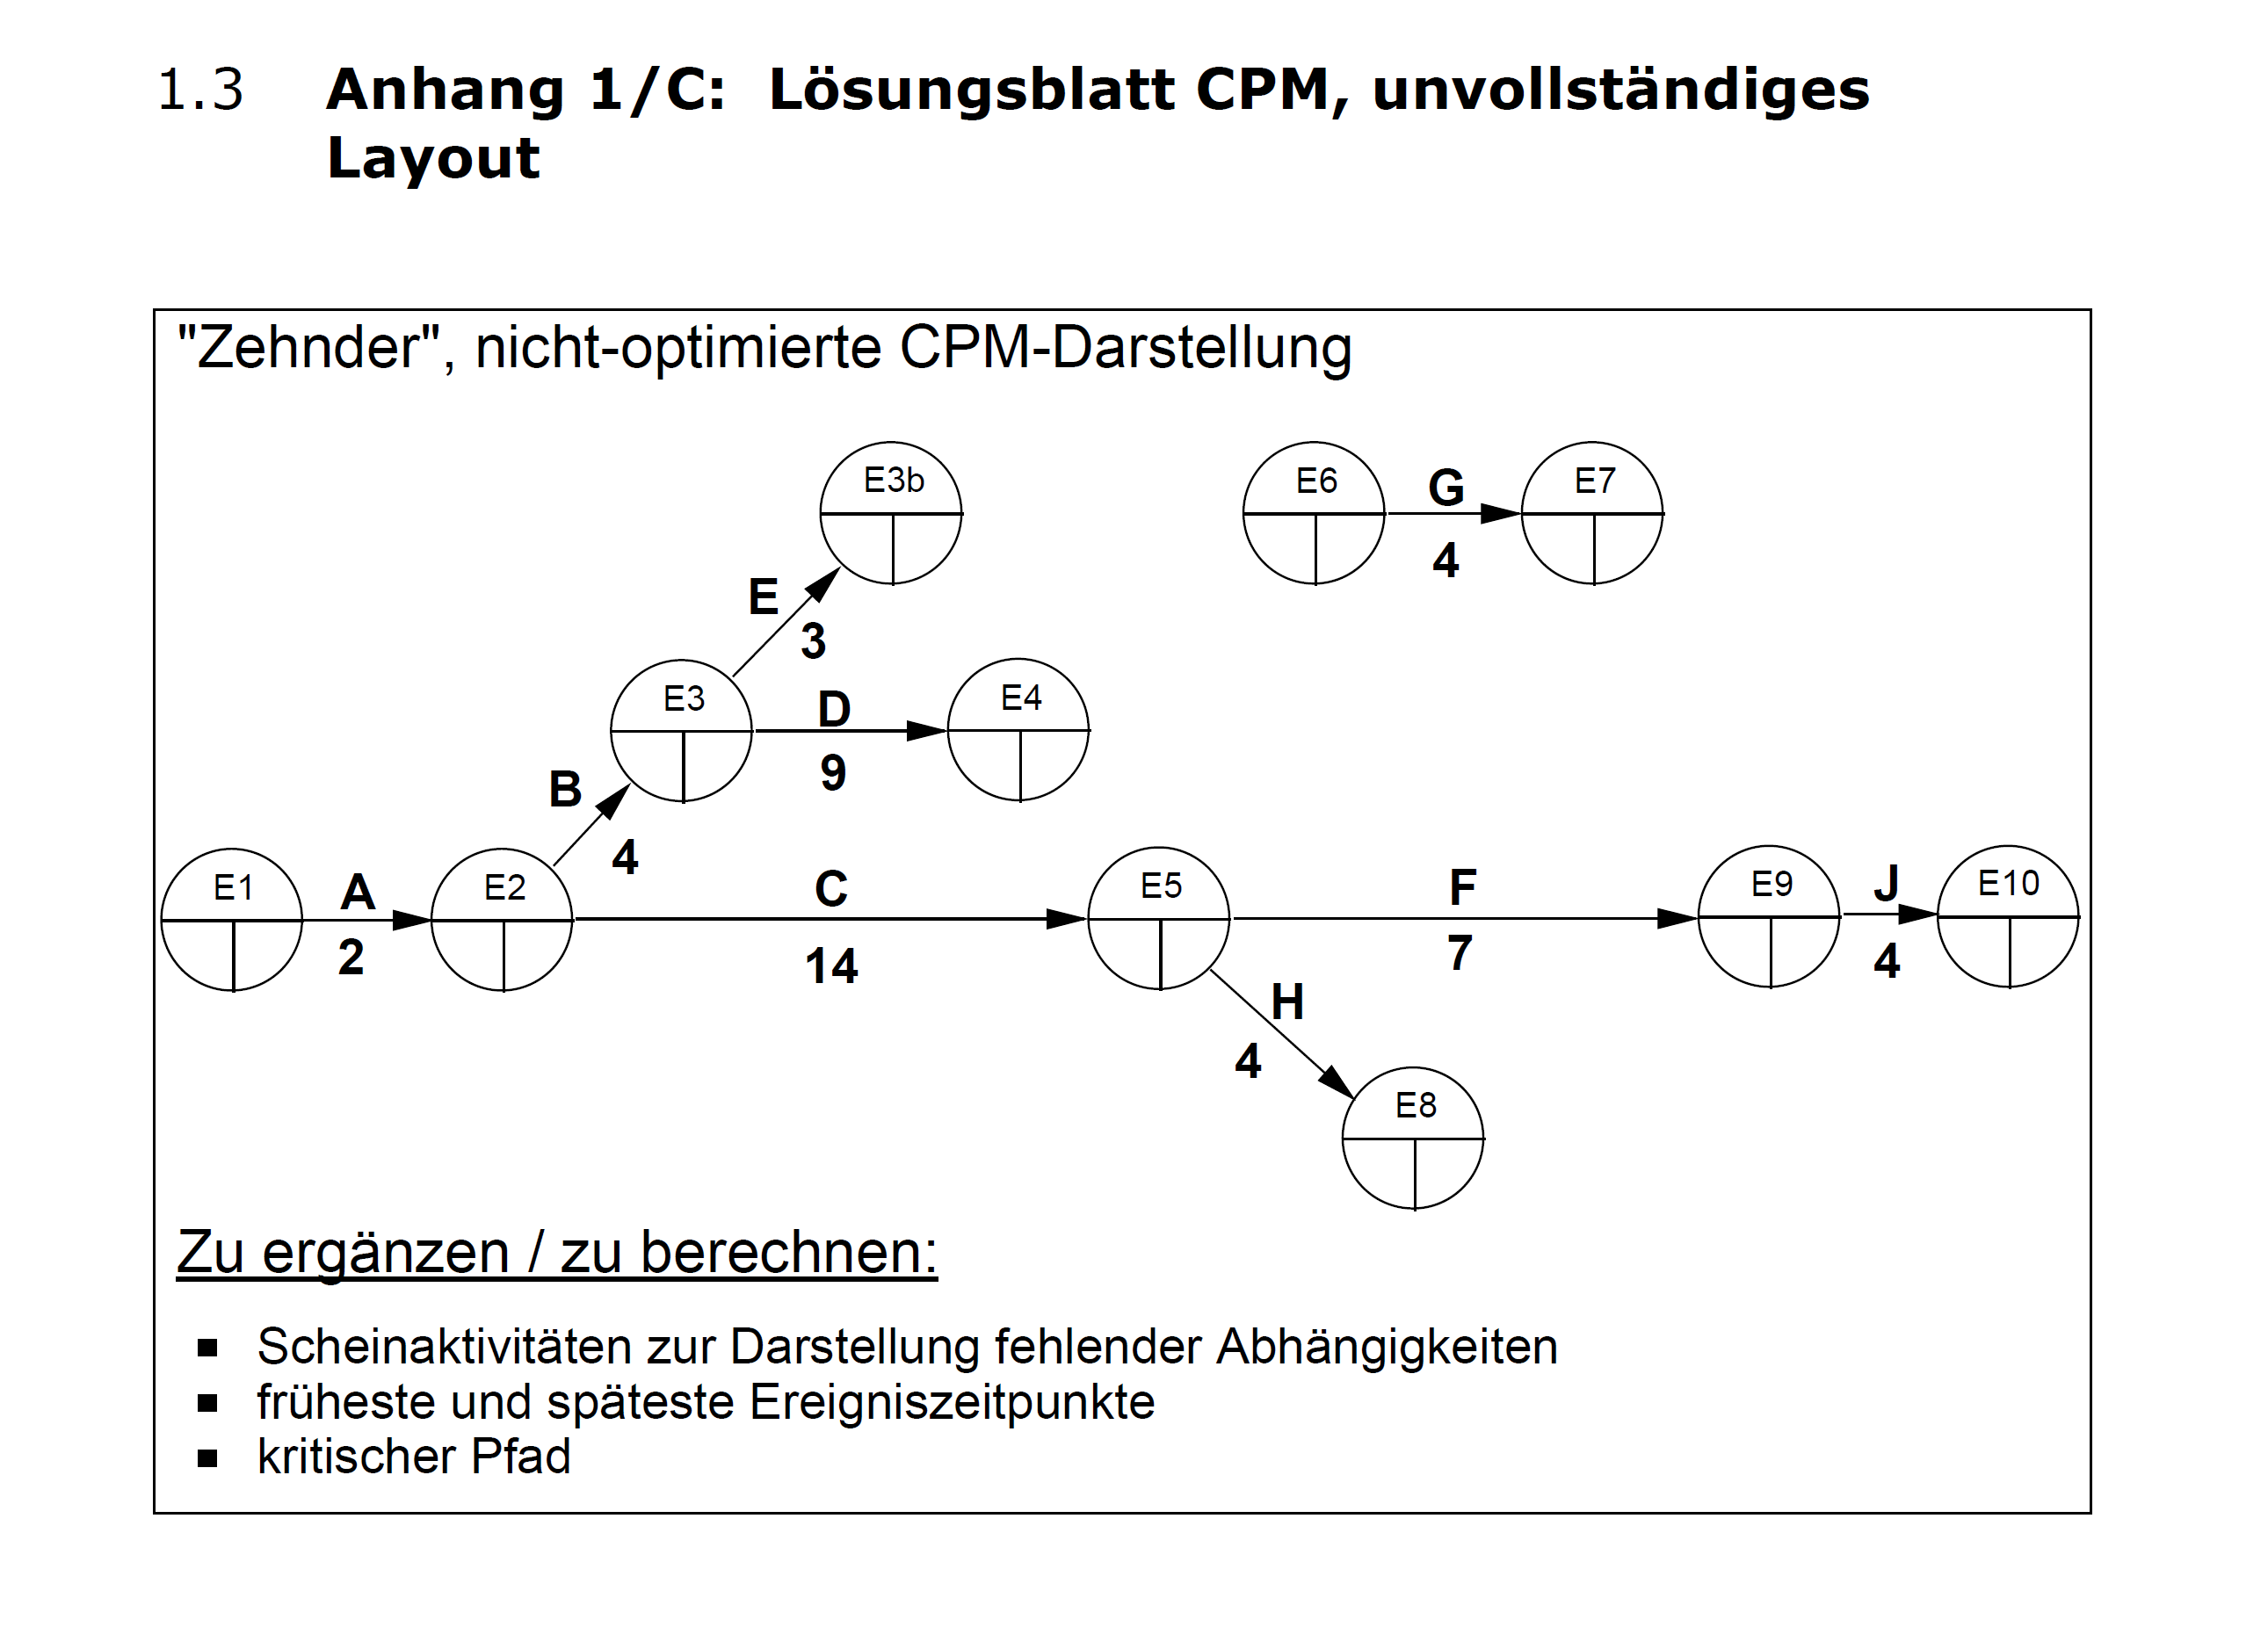 1.3 Anhang 1/C: Lösungsblatt CPM, unvollständiges
Layout
"Zehnder", nicht-optimierte CPM-Darstellung
E3b
E6
G
E7
4
E
3
E3
D
E4
9
B
4
E1
A
E2
C
E5
F
E9
J
E10
2
14
7
4
H
4
E8
Zu ergänzen / zu berechnen:
▪ Scheinaktivitäten zur Darstellung fehlender Abhängigkeiten
▪ früheste und späteste Ereigniszeitpunkte
▪ kritischer Pfad